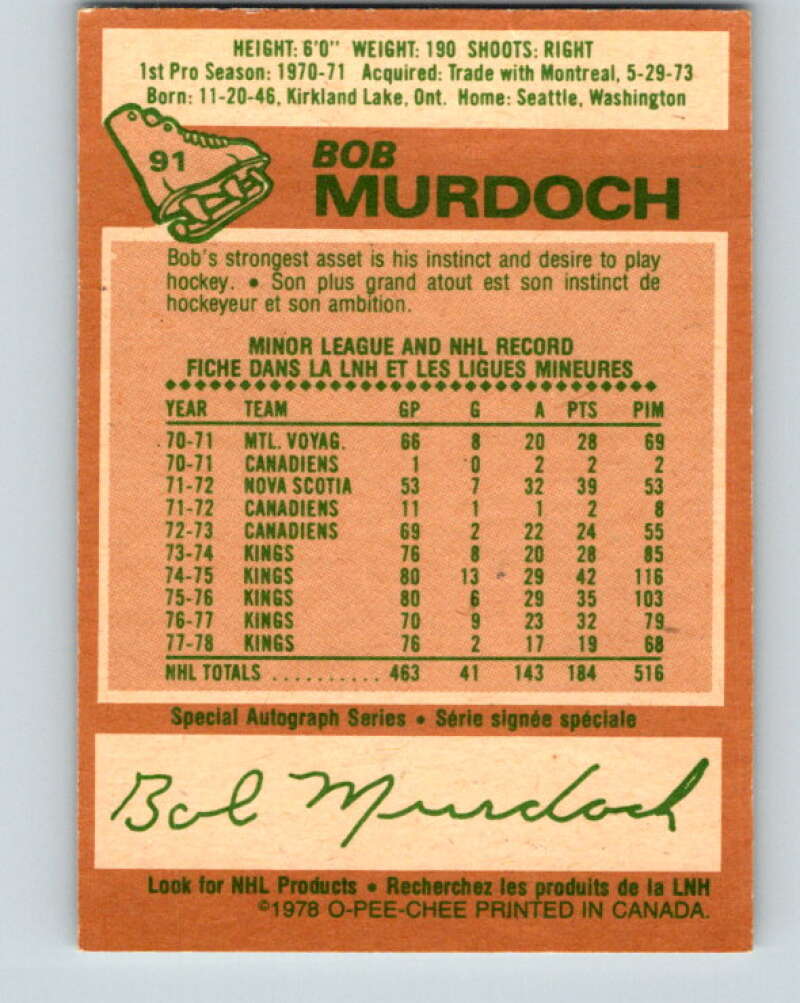 HEIGHT: 6'0" WEIGHT: 190 SHOOTS: RIGHT
1st Pro Season: 1970-71 Acquired: Trade with Montreal, 5-29-73
Born: 11-20-46, Kirkland Lake, Ont. Home: Seattle, Washington
91
BOB
MURDOCH
Bob's strongest asset is his instinct and desire to play
hockey. • Son plus grand atout est son instinct de
hockeyeur et son ambition.
MINOR LEAGUE AND NHL RECORD
FICHE DANS LA LNH ET LES LIGUES MINEURES
YEAR TEAM GP G A PTS PIM
70-71 MTL. VOYAG. 66 8 20 28 69
70-71 CANADIENS 1 0 2 2 2
71-72 NOVA SCOTIA 53 7 32 39 53
71-72 CANADIENS 11 1 1 2 8
72-73 CANADIENS 69 2 22 24 55
73-74 KINGS 76 8 20 28 85
74-75 KINGS 80 13 29 42 116
75-76 KINGS 80 6 29 35 103
76-77 KINGS 70 9 23 32 79
77-78 KINGS 76 2 17 19 68
NHL TOTALS .......... 463 41 143 184 516
Special Autograph Series • Série signée spéciale
Bob Murdoch
Look for NHL Products • Recherchez les produits de la LNH
©1978 O-PEE-CHEE PRINTED IN CANADA.